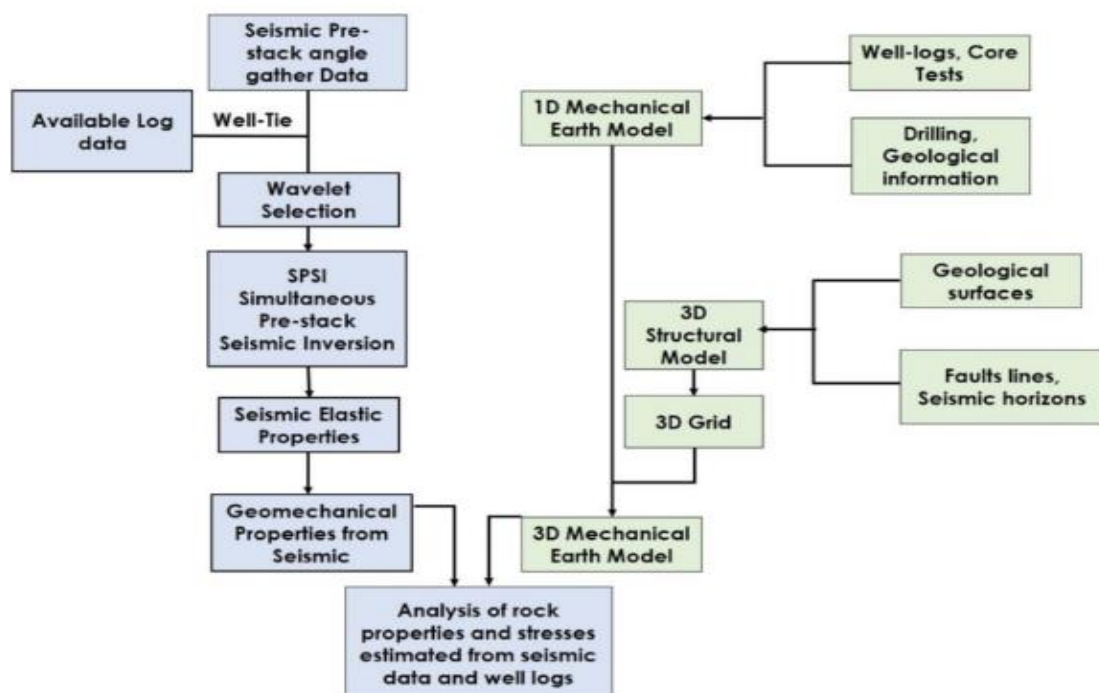 Seismic Pre-
stack angle
gather Data
Available Log
data
Well-Tie
Wavelet
Selection
SPSI
Simultaneous
Pre-stack
Seismic Inversion
Seismic Elastic
Properties
Geomechanical
Properties from
Seismic
Well-logs, Core
Tests
1D Mechanical
Earth Model
Drilling,
Geological
information
Geological
surfaces
3D
Structural
Model
Faults lines,
Seismic horizons
3D Grid
3D Mechanical
Earth Model
Analysis of rock
properties and stresses
estimated from seismic
data and well logs